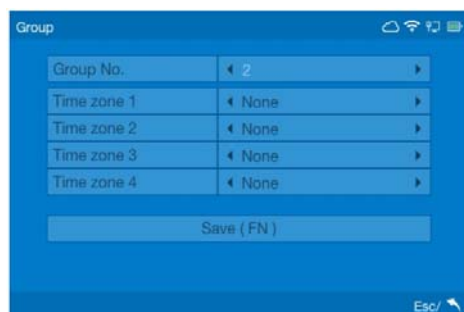 Group
Group No. 2
Time zone 1 None
Time zone 2 None
Time zone 3 None
Time zone 4 None
Save ( FN )
Esc/